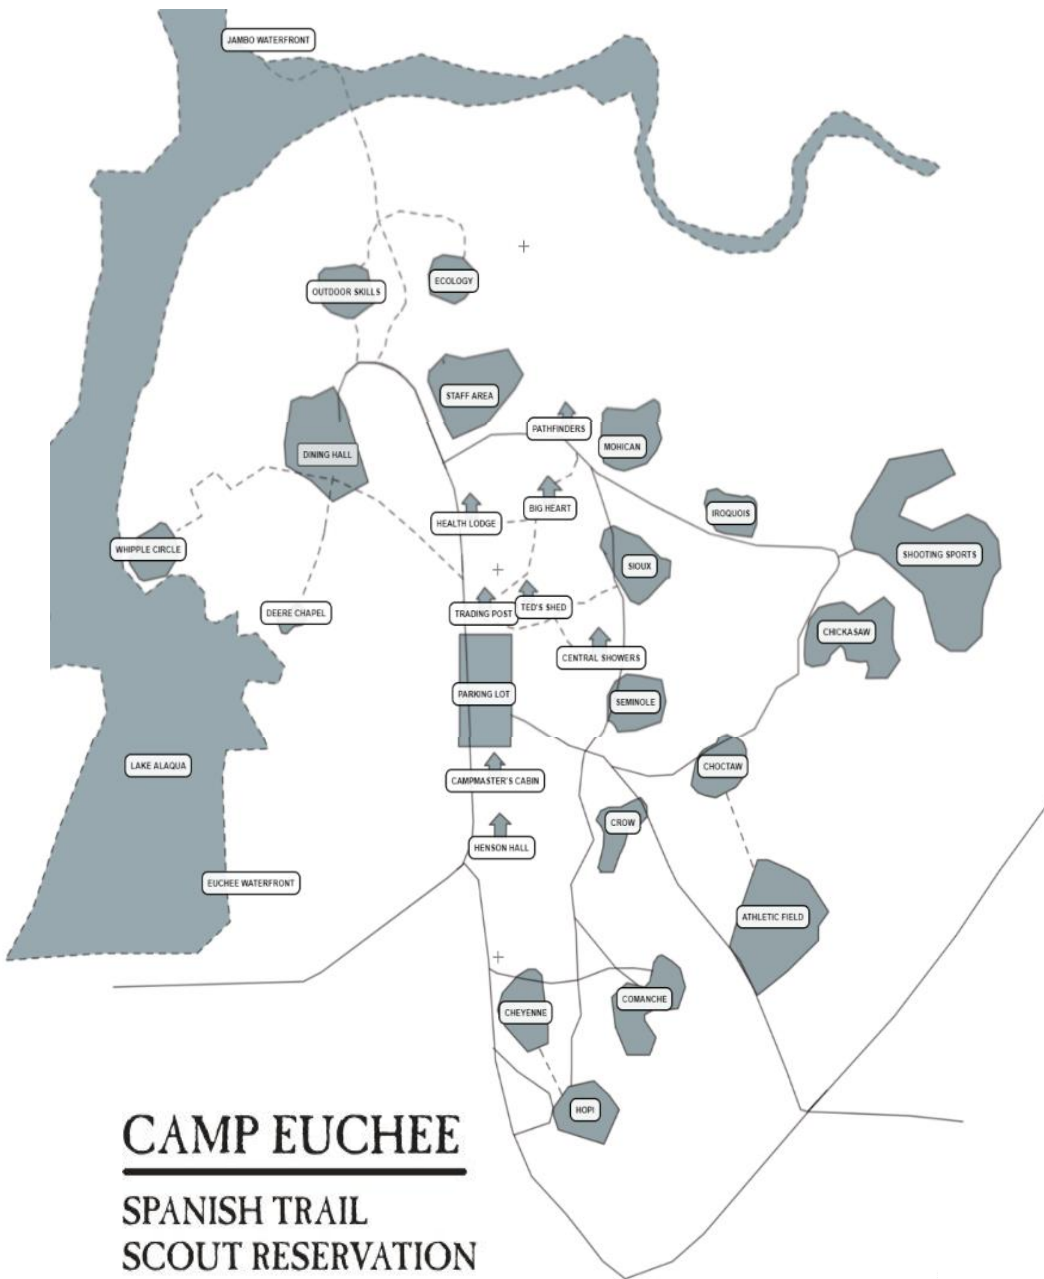 JAMBO WATERFRONT
ECOLOGY
OUTDOOR SKILLS
STAFF AREA
PATHFINDERS
MOHICAN
DINING HALL
BIG HEART
IROQUOIS
HEALTH LODGE
WHIPPLE CIRCLE
SHOOTING SPORTS
SIOUX
DEERE CHAPEL
TRADING POST
TED'S SHED
CHICKASAW
CENTRAL SHOWERS
PARKING LOT
SEMINOLE
LAKE ALAQUA
CHOCTAW
CAMPMASTER'S CABIN
CROW
HENSON HALL
EUCHEE WATERFRONT
ATHLETIC FIELD
COMANCHE
CHEYENNE
HOPI
CAMP EUCHEE
SPANISH TRAIL
SCOUT RESERVATION